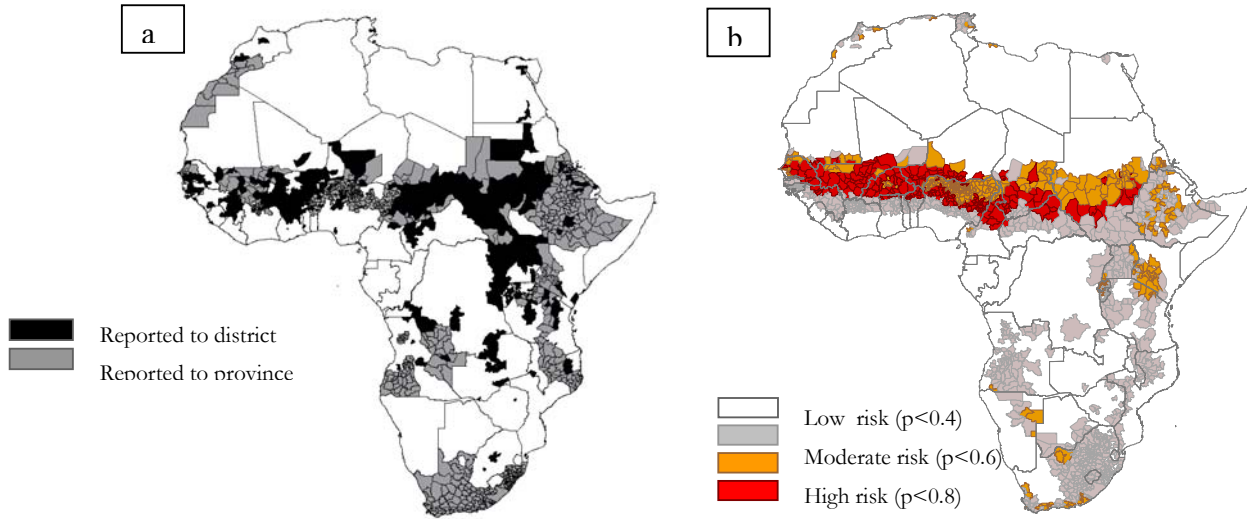 a
Reported to district
Reported to province
b
Low risk (p<0.4)
Moderate risk (p<0.6)
High risk (p<0.8)